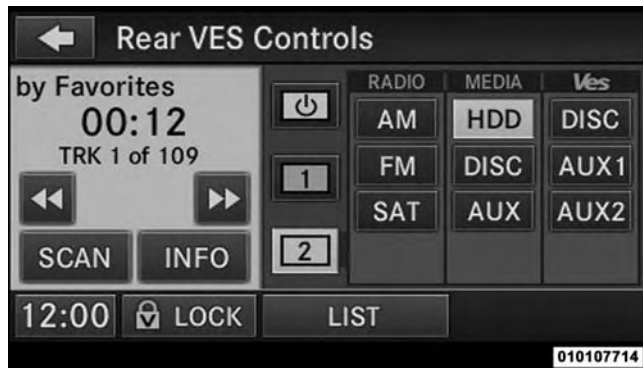 Rear VES Controls
by Favorites
00:12
TRK 1 of 109
SCAN INFO
1
2
RADIO MEDIA Ves
AM HDD DISC
FM DISC AUX1
SAT AUX AUX2
12:00 LOCK LIST
010107714